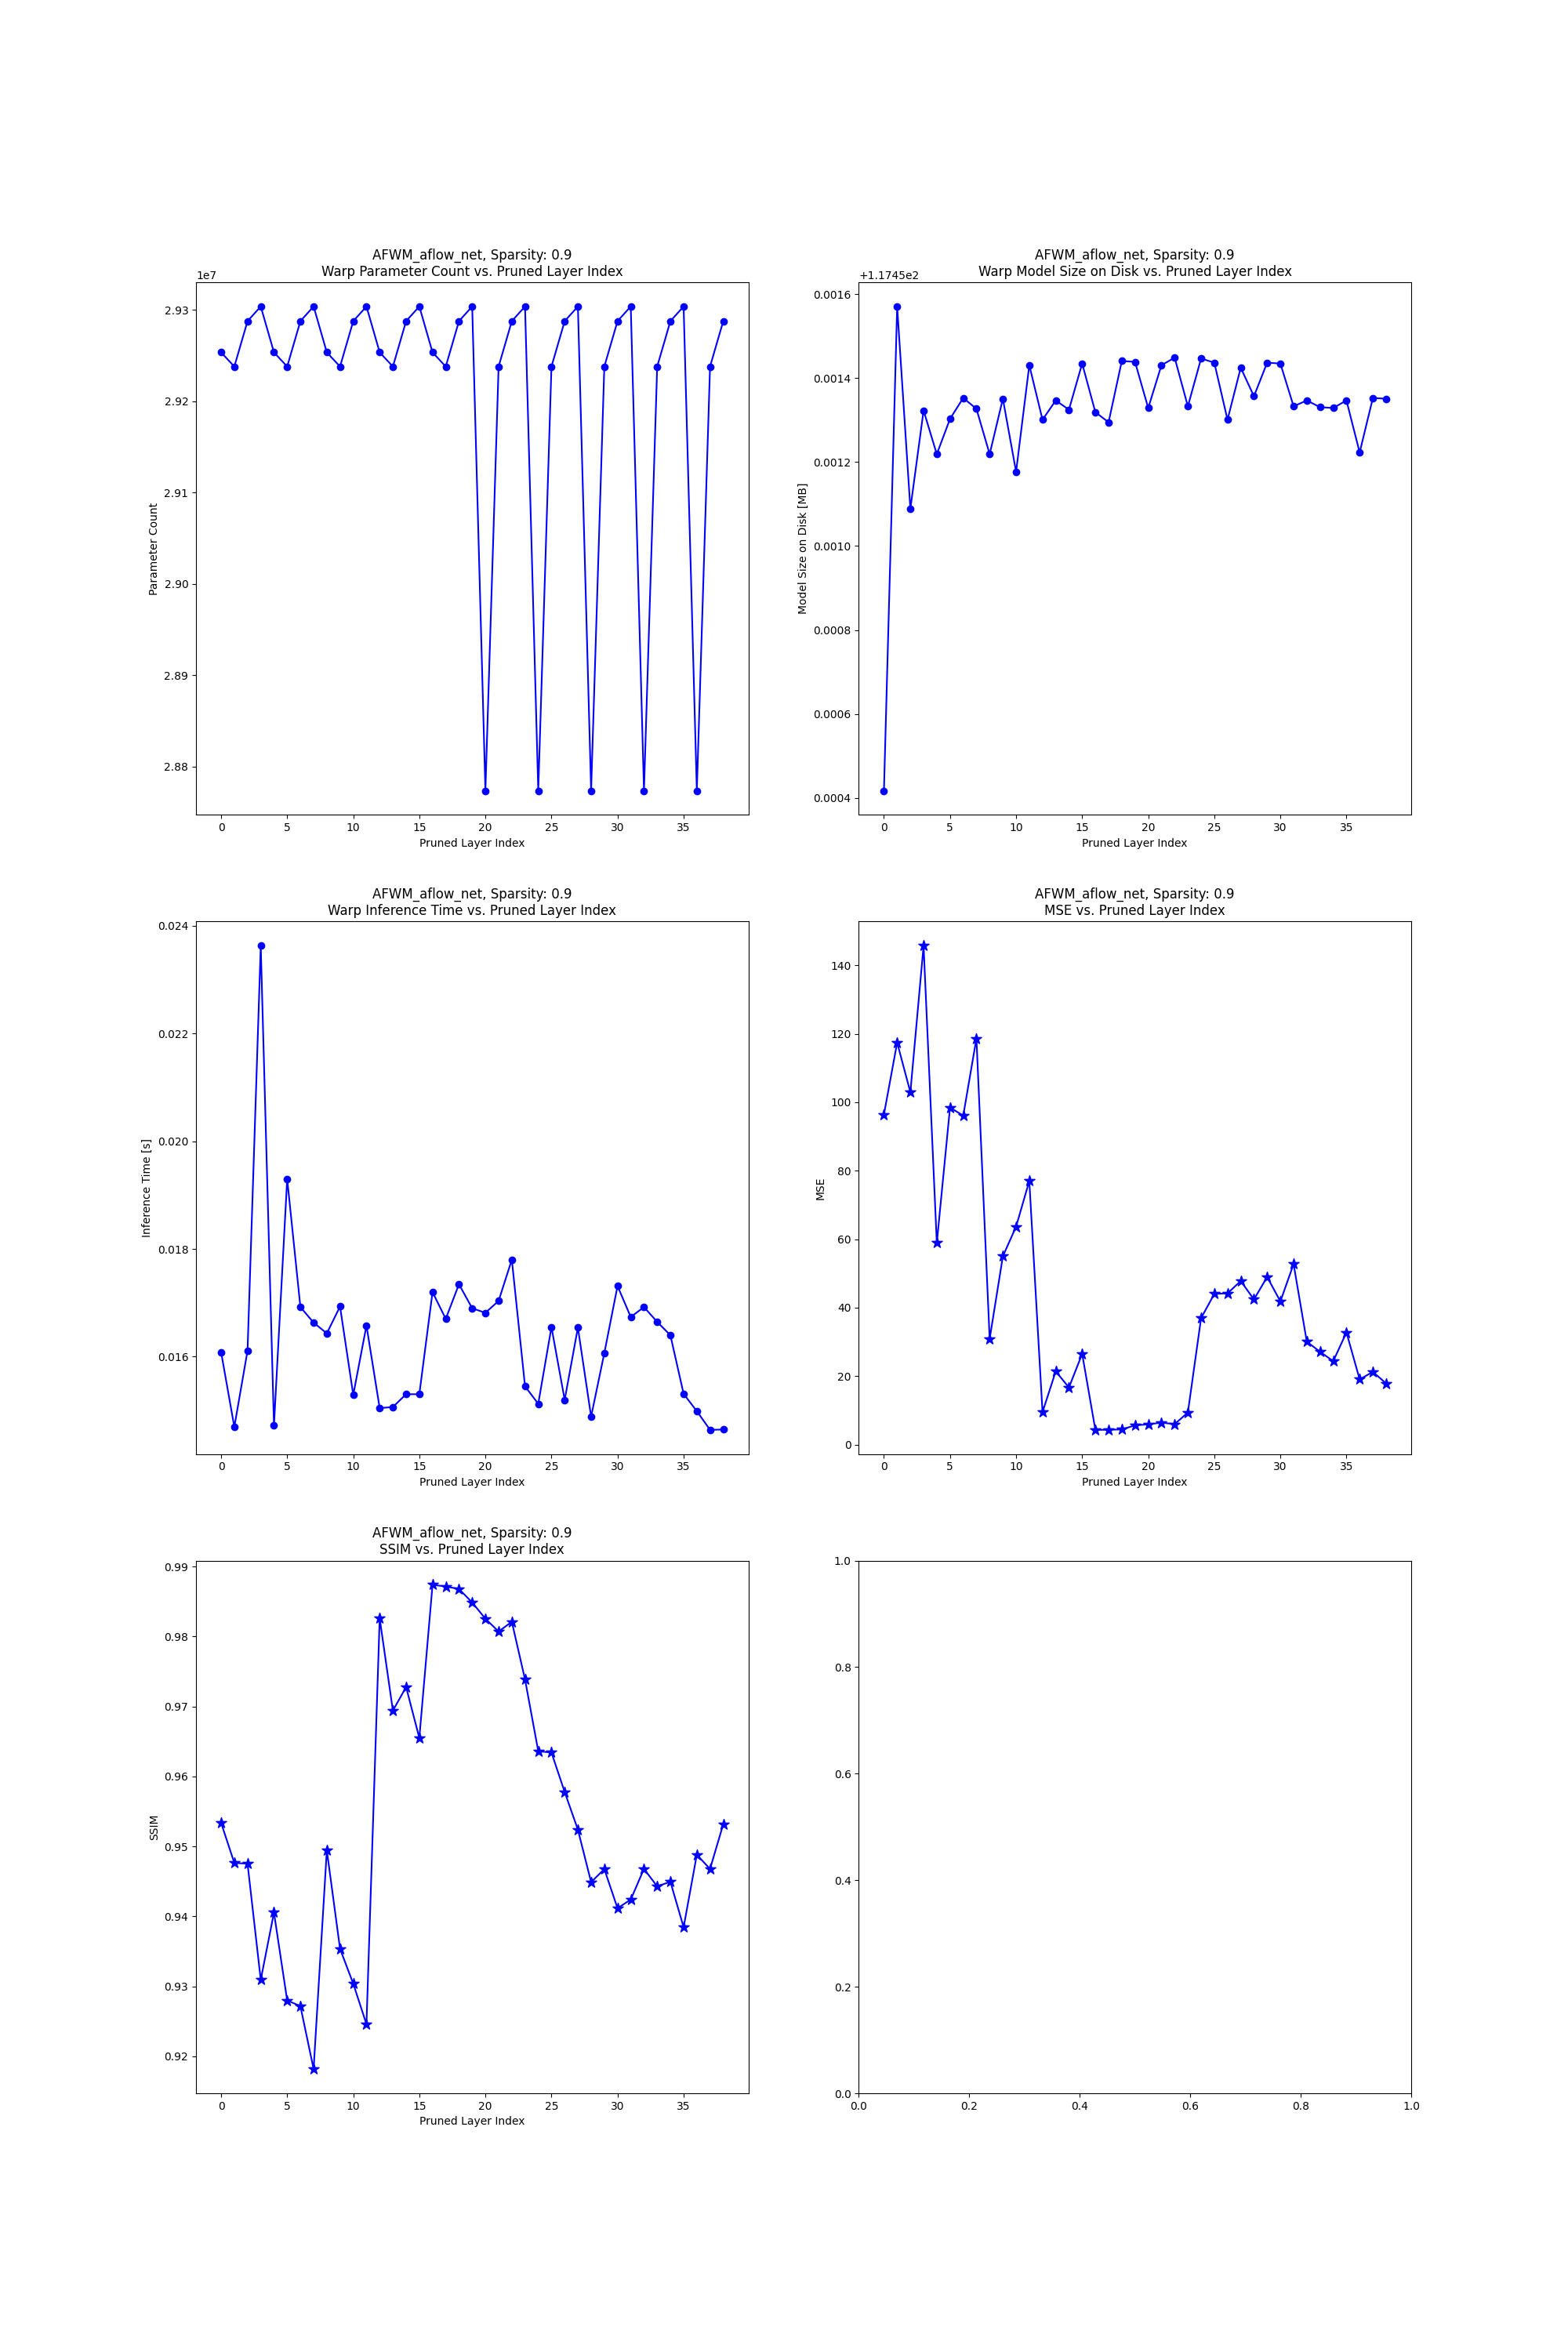 AFWM_aflow_net, Sparsity: 0.9
Warp Parameter Count vs. Pruned Layer Index
1e7
2.93
2.92
2.91
2.90
2.89
2.88
Parameter Count
0 5 10 15 20 25 30 35
Pruned Layer Index
AFWM_aflow_net, Sparsity: 0.9
Warp Model Size on Disk vs. Pruned Layer Index
+1.1745e2
0.0016
0.0014
0.0012
0.0010
0.0008
0.0006
0.0004
Model Size on Disk [MB]
0 5 10 15 20 25 30 35
Pruned Layer Index
AFWM_aflow_net, Sparsity: 0.9
Warp Inference Time vs. Pruned Layer Index
0.024
0.022
0.020
0.018
0.016
Inference Time [s]
0 5 10 15 20 25 30 35
Pruned Layer Index
AFWM_aflow_net, Sparsity: 0.9
MSE vs. Pruned Layer Index
140
120
100
80
60
40
20
0
MSE
0 5 10 15 20 25 30 35
Pruned Layer Index
AFWM_aflow_net, Sparsity: 0.9
SSIM vs. Pruned Layer Index
0.99
0.98
0.97
0.96
0.95
0.94
0.93
0.92
SSIM
0 5 10 15 20 25 30 35
Pruned Layer Index
1.0
0.8
0.6
0.4
0.2
0.0
0.0 0.2 0.4 0.6 0.8 1.0